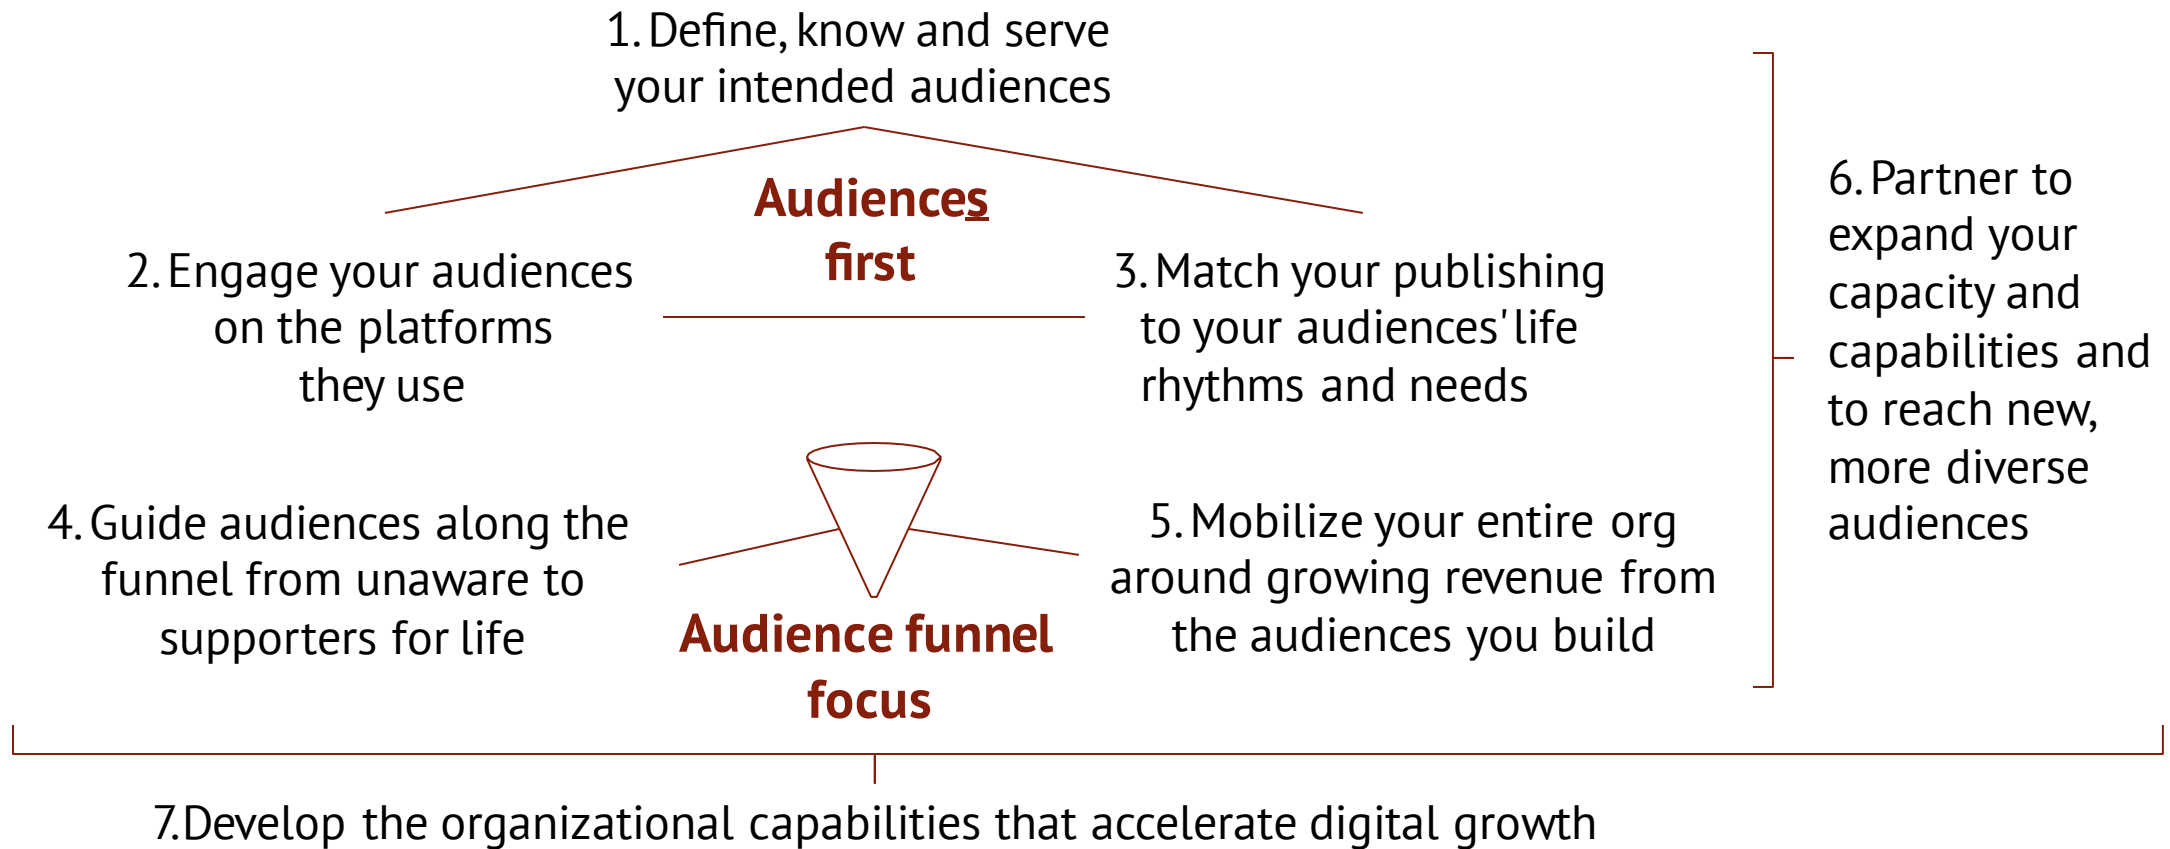 1. Define, know and serve
your intended audiences
Audiences
first
2. Engage your audiences
on the platforms
they use
3. Match your publishing
to your audiences' life
rhythms and needs
4. Guide audiences along the
funnel from unaware to
supporters for life
5. Mobilize your entire org
around growing revenue from
the audiences you build
Audience funnel
focus
6. Partner to
expand your
capacity and
capabilities and
to reach new,
more diverse
audiences
7. Develop the organizational capabilities that accelerate digital growth